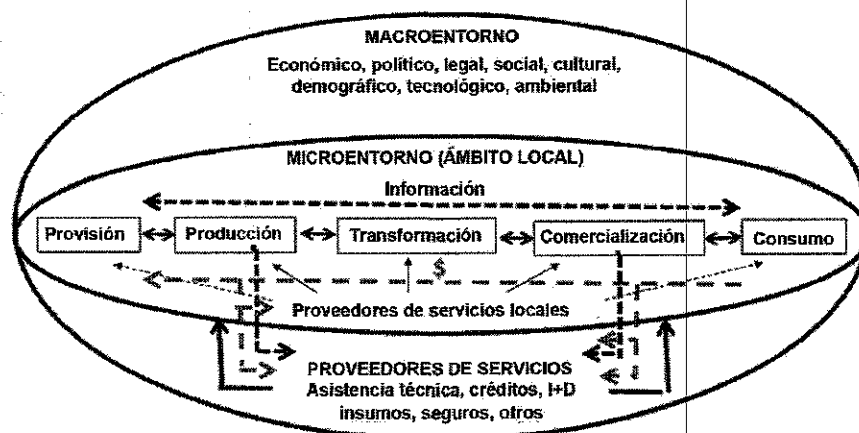 MACROENTORNO
Económico, político, legal, social, cultural,
demográfico, tecnológico, ambiental
MICROENTORNO (ÁMBITO LOCAL)
Información
Provisión
Producción
Transformación
Comercialización
Consumo
$
Proveedores de servicios locales
PROVEEDORES DE SERVICIOS
Asistencia técnica, créditos, I+D
insumos, seguros, otros